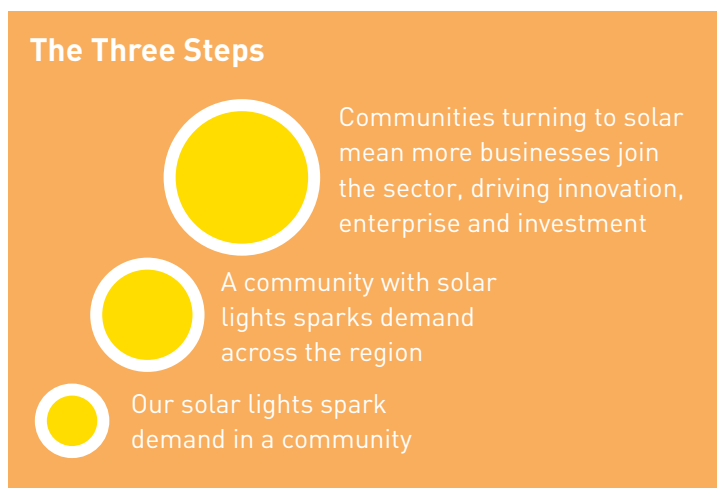 The Three Steps
Communities turning to solar
mean more businesses join
the sector, driving innovation,
enterprise and investment
A community with solar
lights sparks demand
across the region
Our solar lights spark
demand in a community